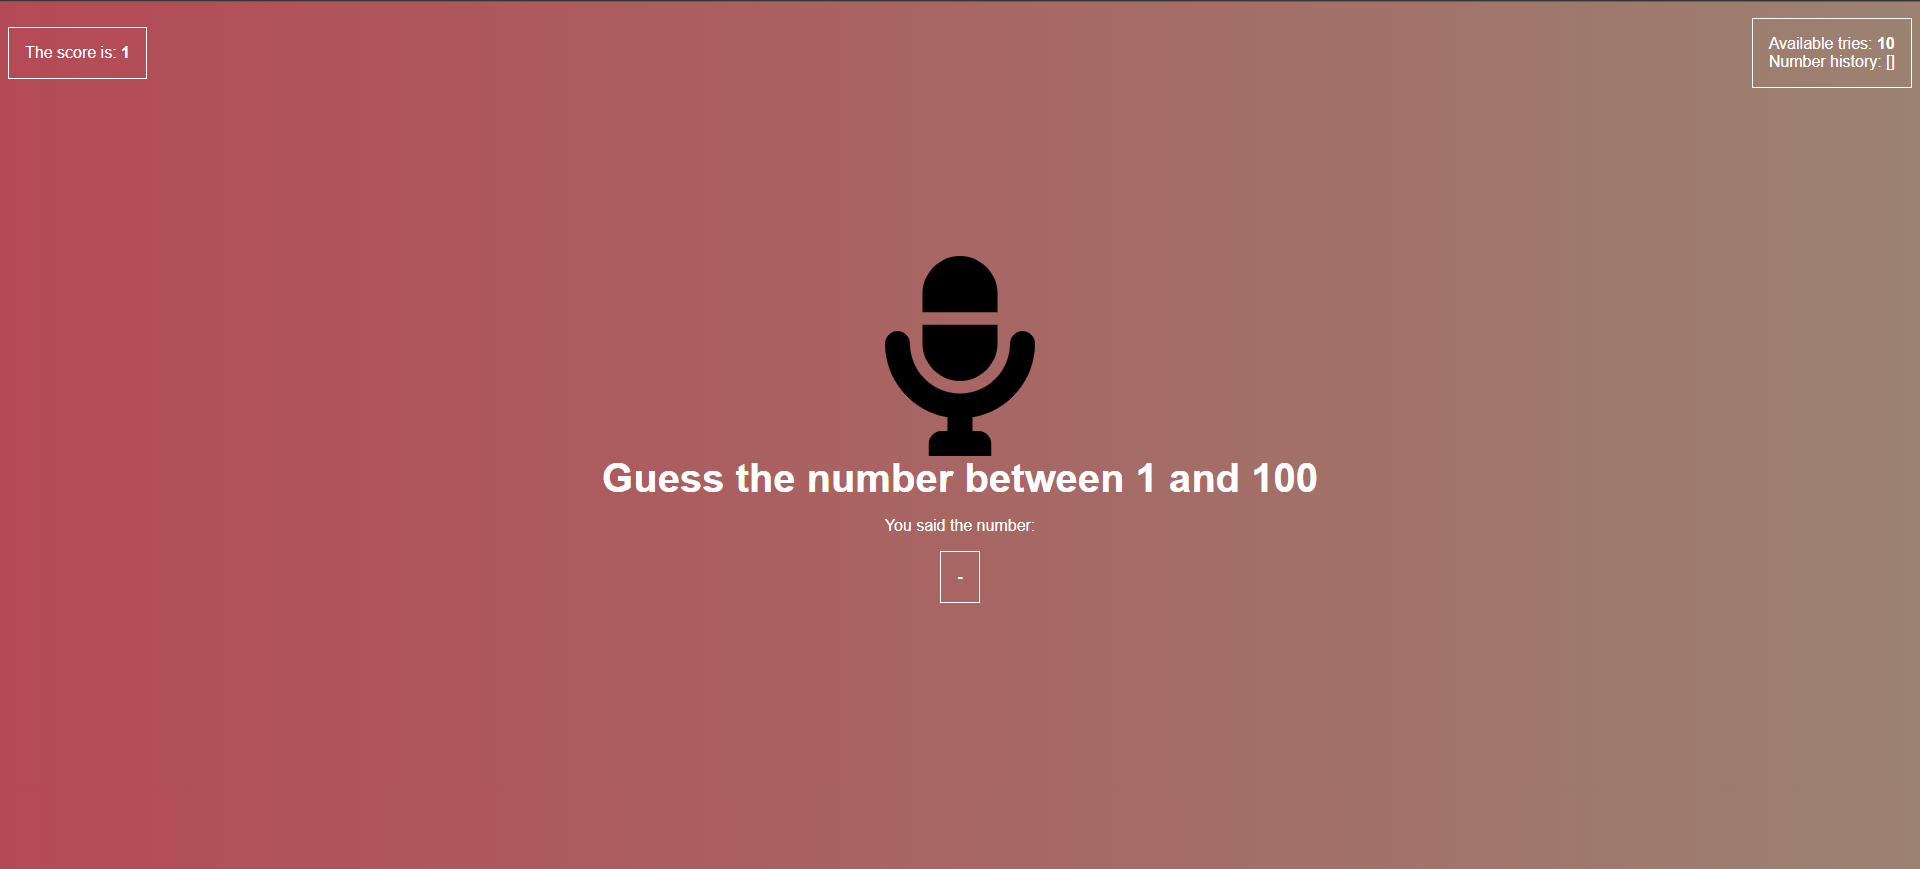 The score is: 1
Available tries: 10
Number history: []
Guess the number between 1 and 100
You said the number:
-